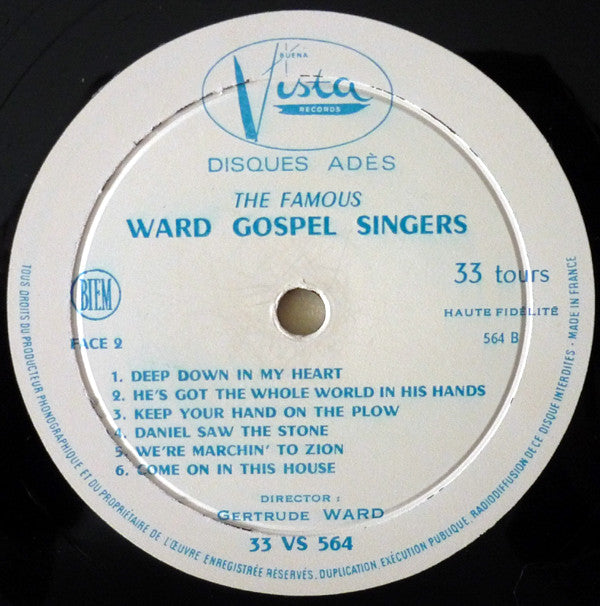 BUENA
Vista
RECORDS
DISQUES ADÈS
THE FAMOUS
WARD GOSPEL SINGERS
33 tours
BIEM
HAUTE FIDÉLITÉ
FACE 2
564 B
1. DEEP DOWN IN MY HEART
2. HE'S GOT THE WHOLE WORLD IN HIS HANDS
3. KEEP YOUR HAND ON THE PLOW
4. DANIEL SAW THE STONE
5. WE'RE MARCHIN' TO ZION
6. COME ON IN THIS HOUSE
DIRECTOR :
GERTRUDE WARD
33 VS 564
TOUS DROITS DU PRODUCTEUR PHONOGRAPHIQUE ET DU PROPRIÉTAIRE DE L'ŒUVRE ENREGISTRÉE RÉSERVÉS. DUPLICATION, EXÉCUTION PUBLIQUE, RADIODIFFUSION DE CE DISQUE INTERDITES - MADE IN FRANCE